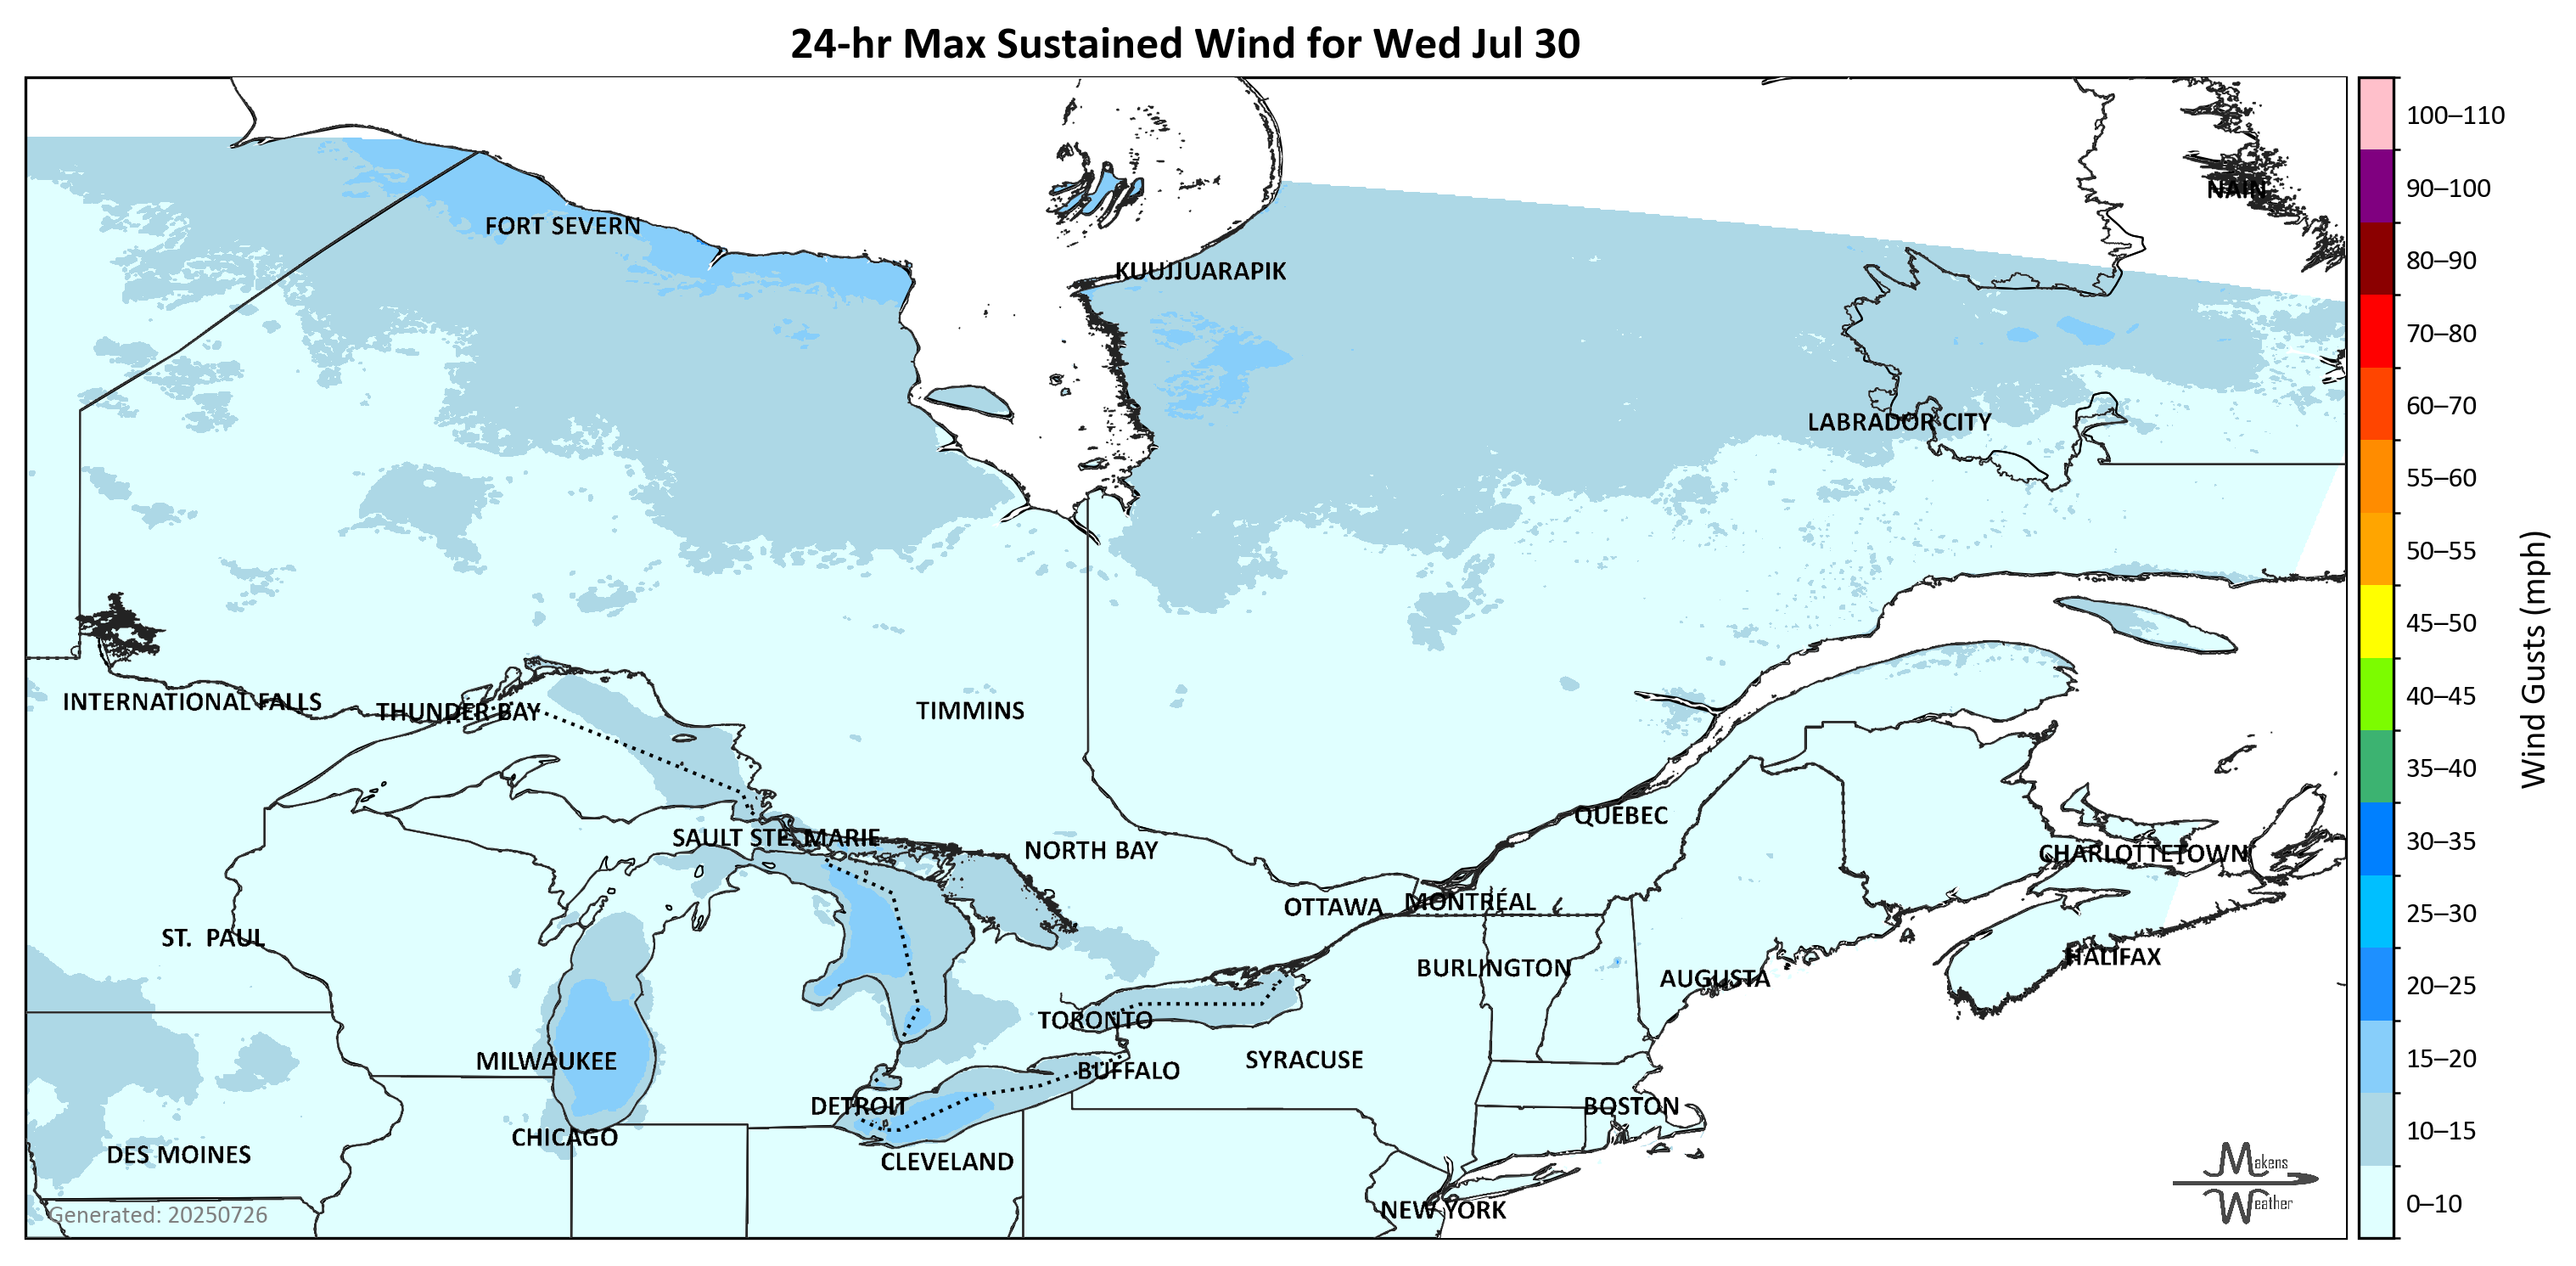 24-hr Max Sustained Wind for Wed Jul 30
100–110
90–100
NAIN
FORT SEVERN
80–90
KUUJJUARAPIK
70–80
60–70
LABRADOR CITY
55–60
50–55
45–50
Wind Gusts (mph)
INTERNATIONAL FALLS
THUNDER BAY
TIMMINS
40–45
35–40
QUÉBEC
SAULT STE. MARIE
NORTH BAY
CHARLOTTETOWN
30–35
OTTAWA
MONTRÉAL
25–30
ST. PAUL
BURLINGTON
AUGUSTA
HALIFAX
20–25
TORONTO
MILWAUKEE
BUFFALO
SYRACUSE
15–20
DETROIT
BOSTON
CHICAGO
10–15
DES MOINES
CLEVELAND
Makens
Weather
NEW YORK
0–10
Generated: 20250726